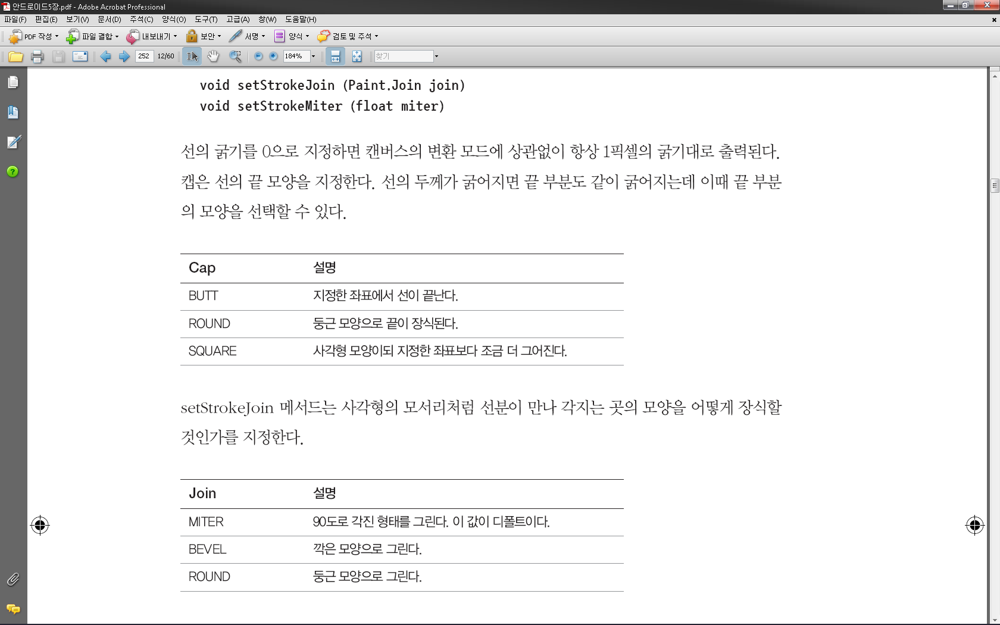 안드로이드5장.pdf - Adobe Acrobat Professional
파일(F) 편집(E) 보기(V) 문서(D) 주석(C) 양식(O) 도구(T) 고급(A) 창(W) 도움말(H)
PDF 작성 파일 결합 내보내기 보안 서명 양식 검토 및 주석
252 12/60 184% 찾기
void setStrokeJoin (Paint.Join join)
void setStrokeMiter (float miter)
선의 굵기를 0으로 지정하면 캔버스의 변환 모드에 상관없이 항상 1픽셀의 굵기대로 출력된다.
캡은 선의 끝 모양을 지정한다. 선의 두께가 굵어지면 끝 부분도 같이 굵어지는데 이때 끝 부분
의 모양을 선택할 수 있다.
Cap 설명
BUTT 지정한 좌표에서 선이 끝난다.
ROUND 둥근 모양으로 끝이 장식된다.
SQUARE 사각형 모양이되 지정한 좌표보다 조금 더 그어진다.
setStrokeJoin 메서드는 사각형의 모서리처럼 선분이 만나 각지는 곳의 모양을 어떻게 장식할
것인가를 지정한다.
Join 설명
MITER 90도로 각진 형태를 그린다. 이 값이 디폴트이다.
BEVEL 깍은 모양으로 그린다.
ROUND 둥근 모양으로 그린다.